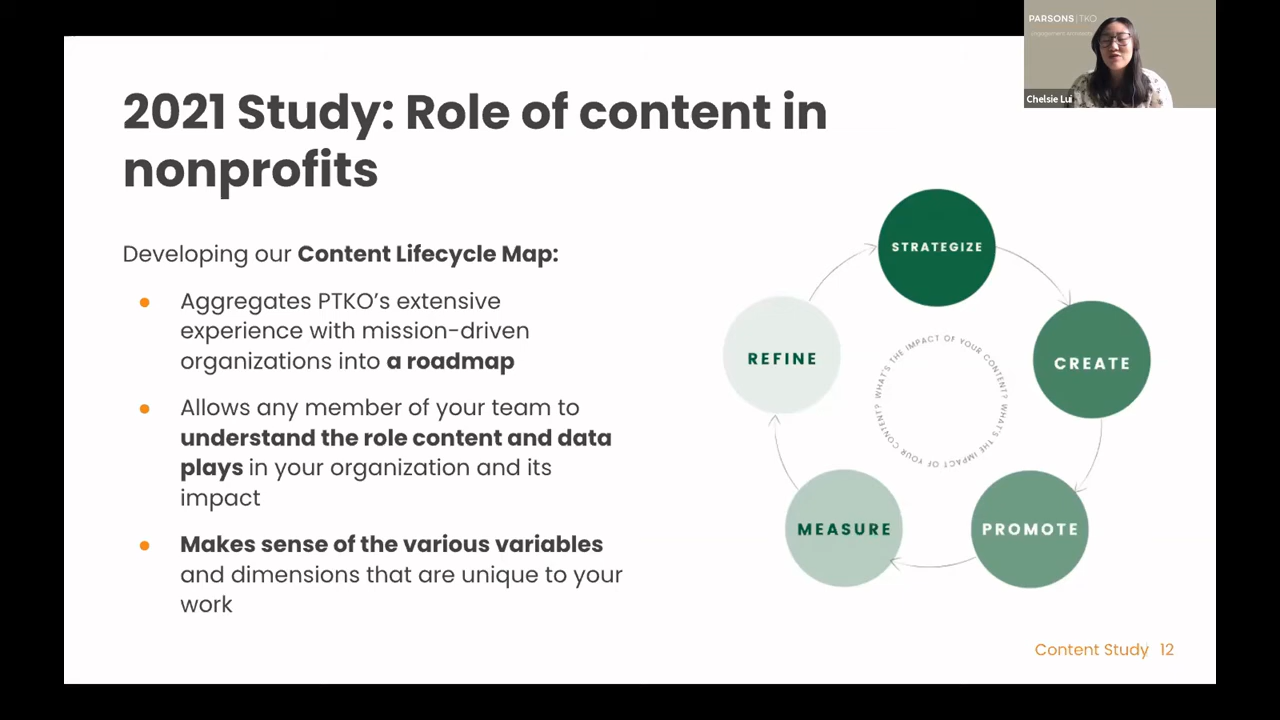 PARSONS|TKO
Chelsie Lui
2021 Study: Role of content in
nonprofits
Developing our Content Lifecycle Map:
● Aggregates PTKO’s extensive
experience with mission-driven
organizations into a roadmap
● Allows any member of your team to
understand the role content and data
plays in your organization and its
impact
● Makes sense of the various variables
and dimensions that are unique to your
work
STRATEGIZE
CREATE
PROMOTE
MEASURE
REFINE
WHAT'S THE IMPACT OF YOUR CONTENT? WHAT'S THE IMPACT OF YOUR CONTENT?
Content Study 12